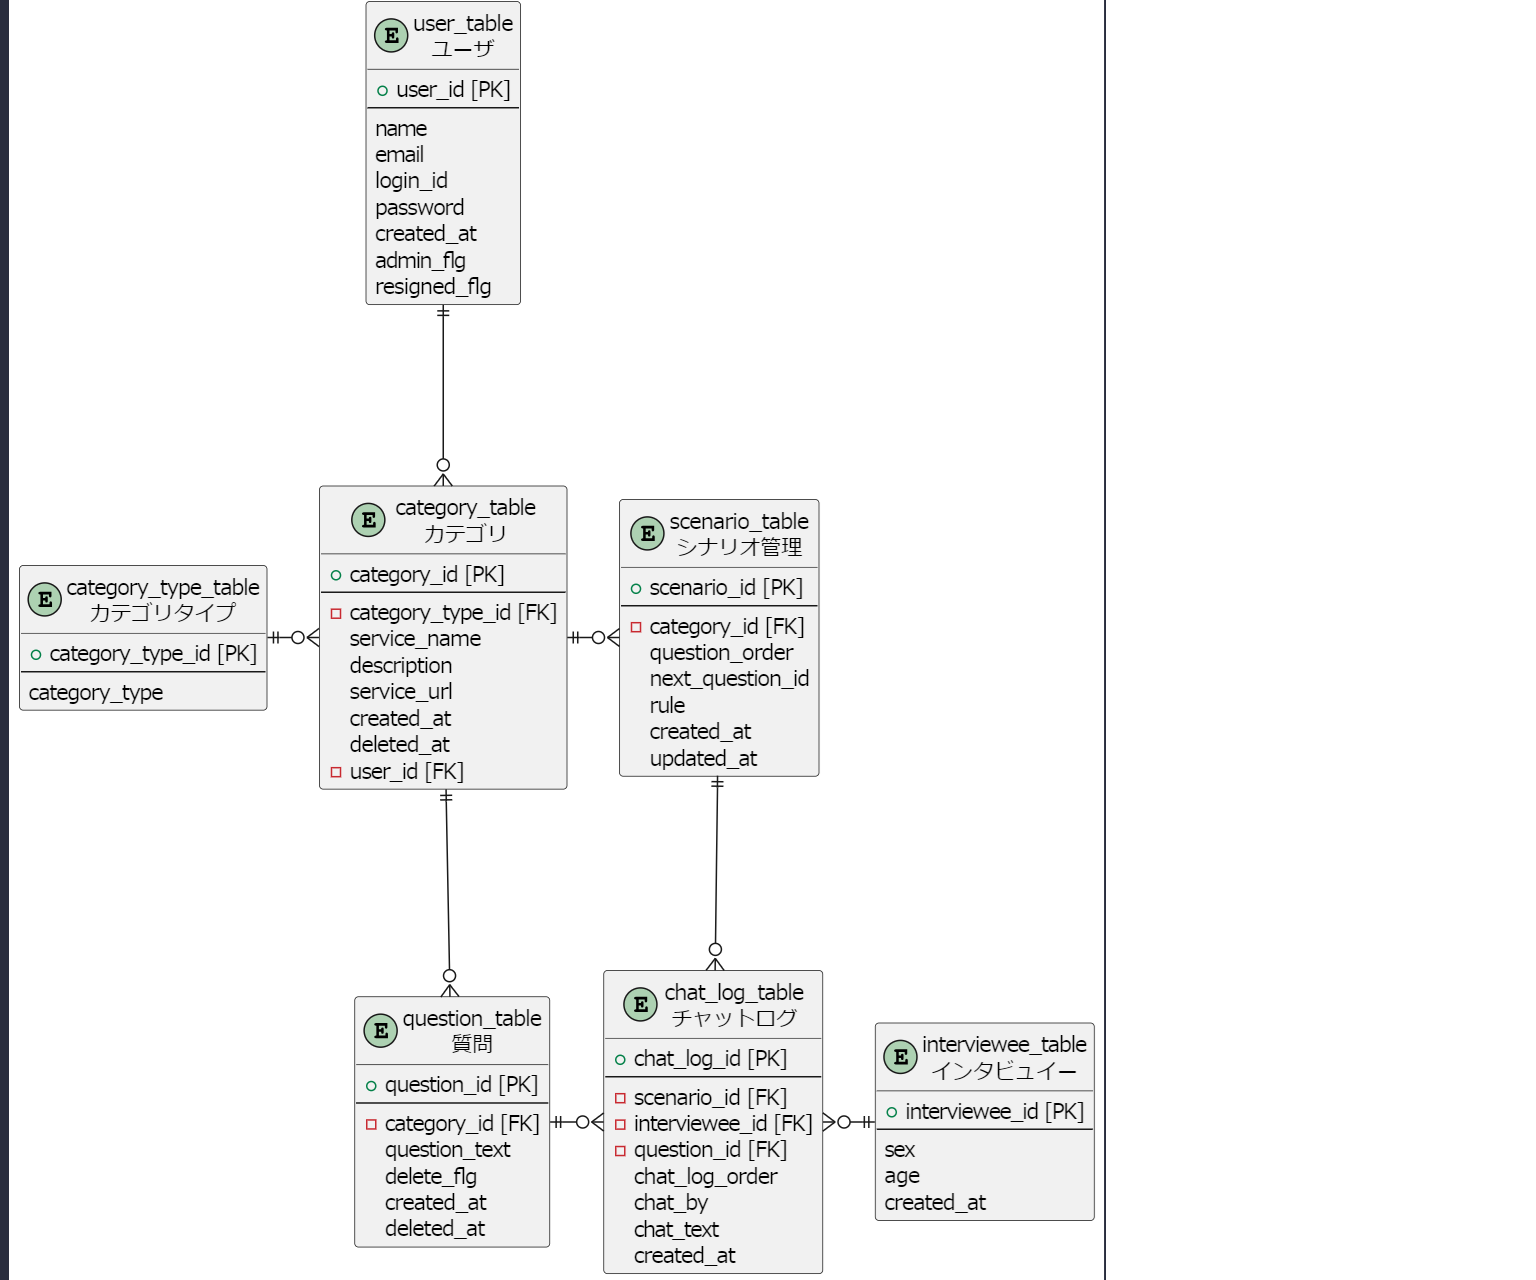 E
user_table
ユーザ
user_id [PK]
name
email
login_id
password
created_at
admin_flg
resigned_flg
E
category_type_table
カテゴリタイプ
category_type_id [PK]
category_type
E
category_table
カテゴリ
category_id [PK]
category_type_id [FK]
service_name
description
service_url
created_at
deleted_at
user_id [FK]
E
scenario_table
シナリオ管理
scenario_id [PK]
category_id [FK]
question_order
next_question_id
rule
created_at
updated_at
E
question_table
質問
question_id [PK]
category_id [FK]
question_text
delete_flg
created_at
deleted_at
E
chat_log_table
チャットログ
chat_log_id [PK]
scenario_id [FK]
interviewee_id [FK]
question_id [FK]
chat_log_order
chat_by
chat_text
created_at
E
interviewee_table
インタビュイー
interviewee_id [PK]
sex
age
created_at